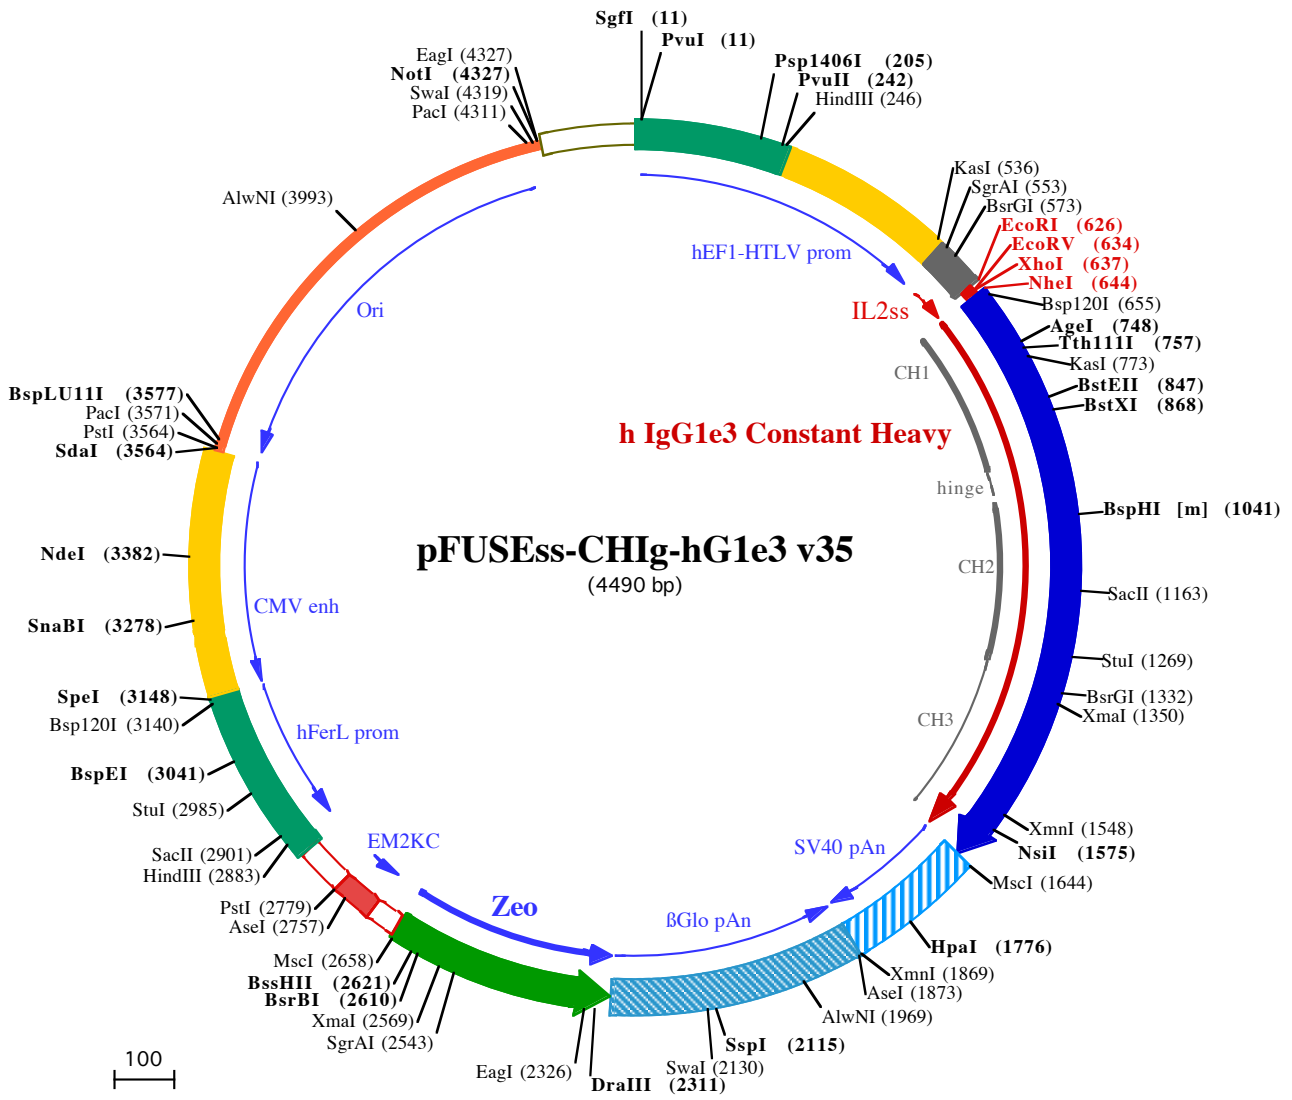 SgfI (11)
PvuI (11)
Psp1406I (205)
PvuII (242)
HindIII (246)
KasI (536)
SgrAI (553)
BsrGI (573)
EcoRI (626)
EcoRV (634)
XhoI (637)
NheI (644)
Bsp120I (655)
AgeI (748)
Tth111I (757)
KasI (773)
BstEII (847)
BstXI (868)
BspHI [m] (1041)
SacII (1163)
StuI (1269)
BsrGI (1332)
XmaI (1350)
XmnI (1548)
NsiI (1575)
MscI (1644)
HpaI (1776)
XmnI (1869)
AseI (1873)
AlwNI (1969)
SspI (2115)
SwaI (2130)
DraIII (2311)
EagI (2326)
SgrAI (2543)
XmaI (2569)
BsrBI (2610)
BssHII (2621)
MscI (2658)
AseI (2757)
PstI (2779)
HindIII (2883)
SacII (2901)
StuI (2985)
BspEI (3041)
Bsp120I (3140)
SpeI (3148)
SnaBI (3278)
NdeI (3382)
SdaI (3564)
PstI (3564)
PacI (3571)
BspLU11I (3577)
AlwNI (3993)
PacI (4311)
SwaI (4319)
NotI (4327)
EagI (4327)
hEF1-HTLV prom
IL2ss
CH1
h IgG1e3 Constant Heavy
hinge
CH2
CH3
SV40 pAn
ßGlo pAn
Zeo
EM2KC
hFerL prom
CMV enh
Ori
pFUSEss-CHIg-hG1e3 v35
(4490 bp)
100